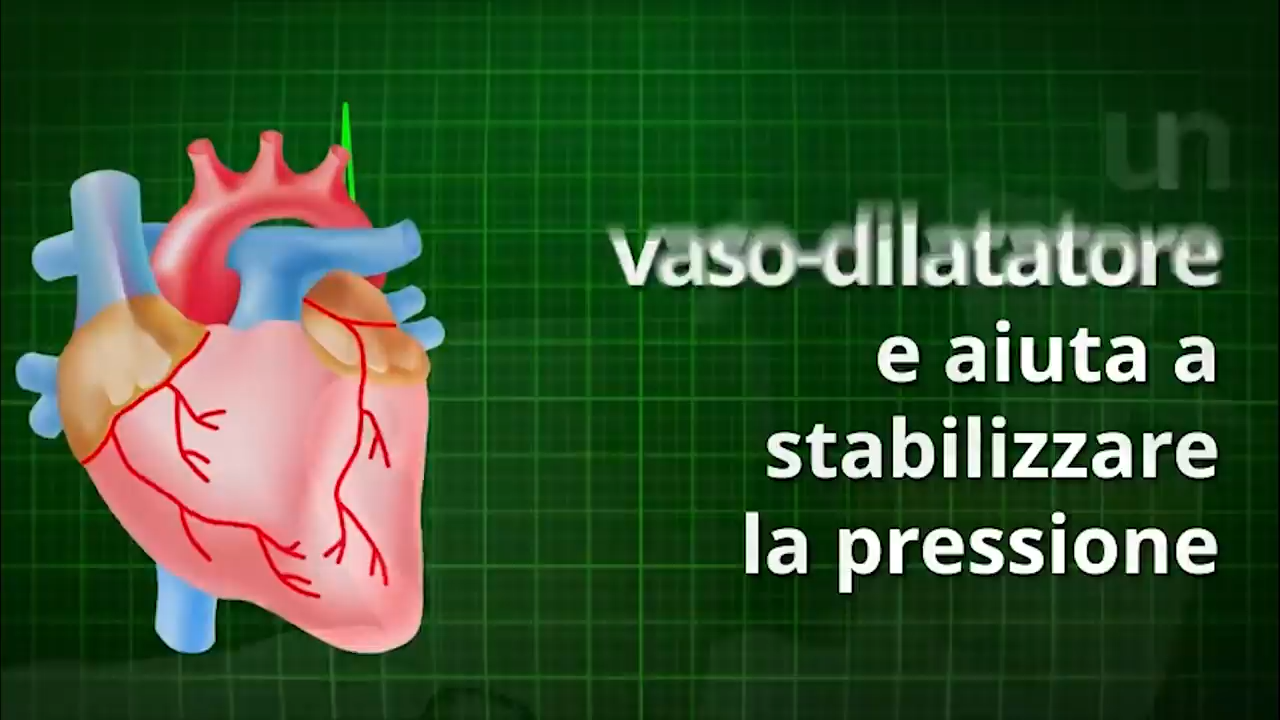 un
vaso-dilatatore
e aiuta a
stabilizzare
la pressione